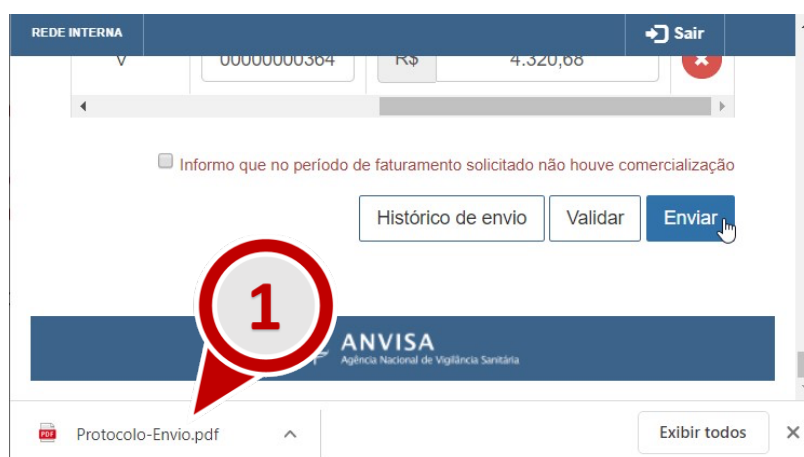 REDE INTERNA
Sair
V 00000000364 R$ 4.320,68
Informo que no período de faturamento solicitado não houve comercialização
Histórico de envio Validar Enviar
1
ANVISA
Agência Nacional de Vigilância Sanitária
PDF Protocolo-Envio.pdf Exibir todos